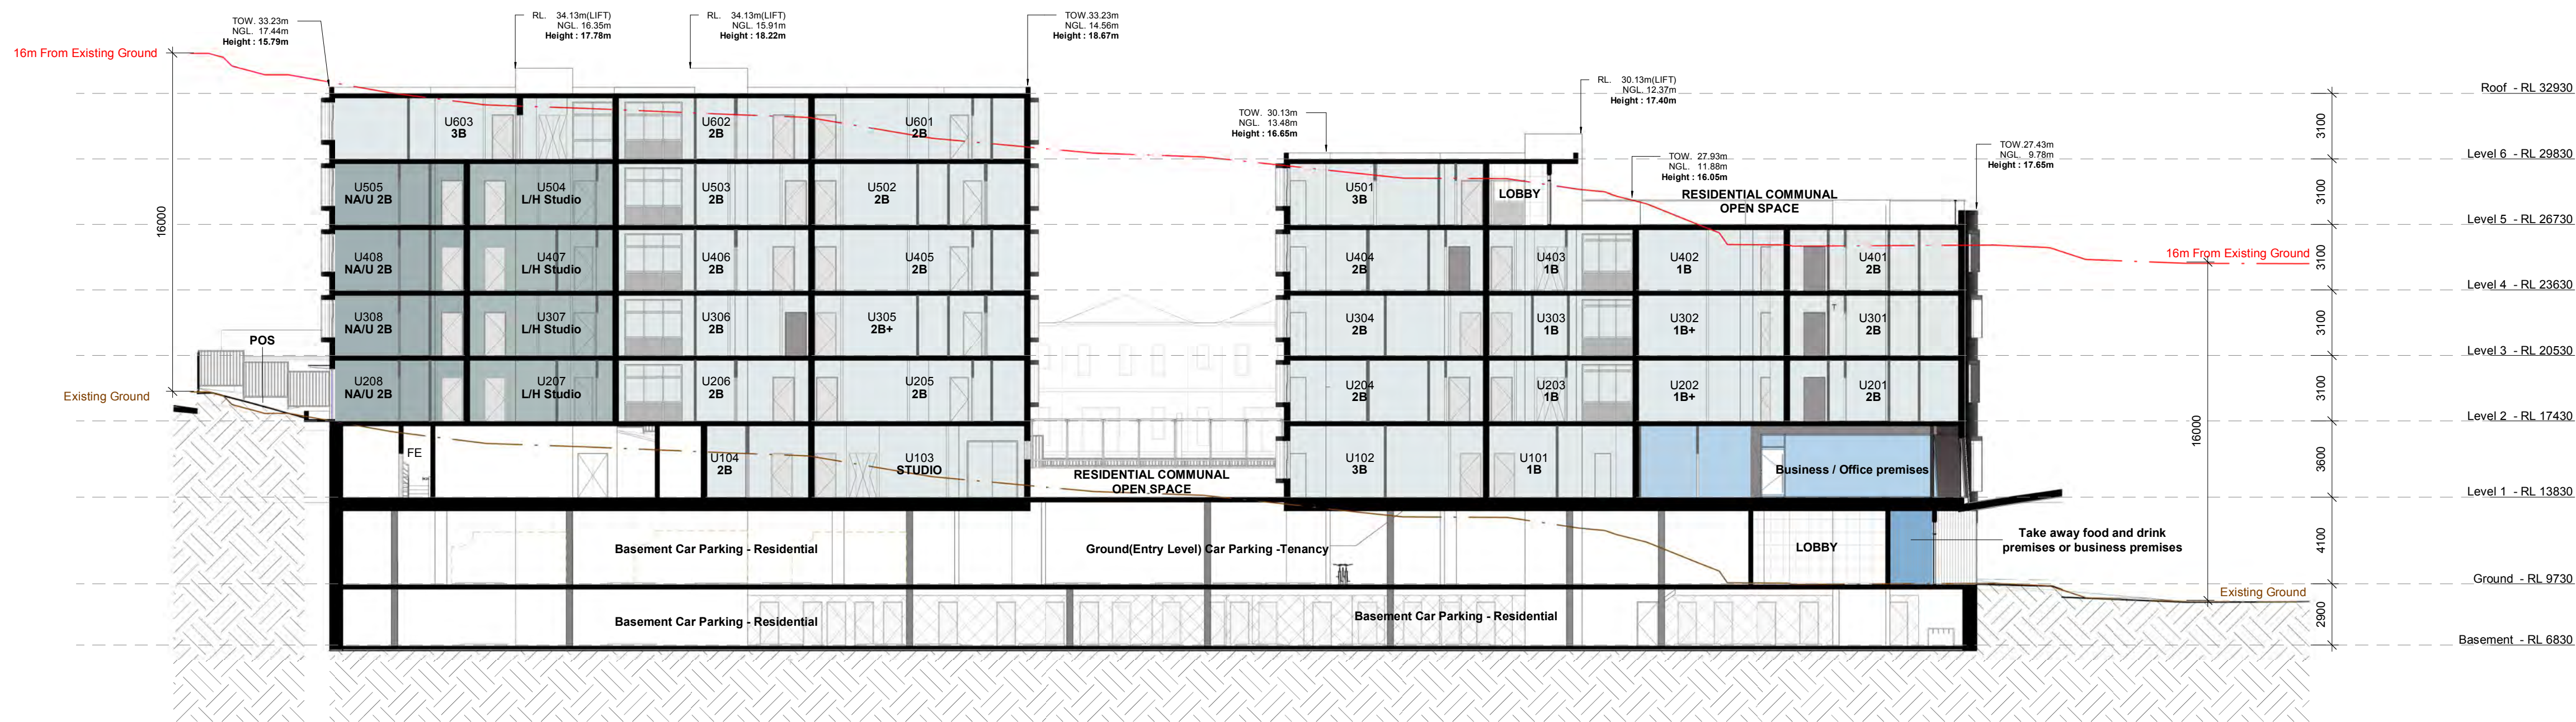 TOW. 33.23m
NGL. 17.44m
Height : 15.79m
RL. 34.13m(LIFT)
NGL. 16.35m
Height : 17.78m
RL. 34.13m(LIFT)
NGL. 15.91m
Height : 18.22m
TOW.33.23m
NGL. 14.56m
Height : 18.67m
16m From Existing Ground
RL. 30.13m(LIFT)
NGL. 12.37m
Height : 17.40m
TOW. 30.13m
NGL. 13.48m
Height : 16.65m
TOW. 27.93m
NGL. 11.88m
Height : 16.05m
TOW.27.43m
NGL. 9.78m
Height : 17.65m
Roof - RL 32930
3100
U603
3B
U602
2B
U601
2B
Level 6 - RL 29830
3100
U505
NA/U 2B
U504
L/H Studio
U503
2B
U502
2B
U501
3B
LOBBY
RESIDENTIAL COMMUNAL
OPEN SPACE
Level 5 - RL 26730
16000
3100
U408
NA/U 2B
U407
L/H Studio
U406
2B
U405
2B
U404
2B
U403
1B
U402
1B
U401
2B
16m From Existing Ground
Level 4 - RL 23630
3100
U308
NA/U 2B
U307
L/H Studio
U306
2B
U305
2B+
U304
2B
U303
1B
U302
1B+
U301
2B
POS
Level 3 - RL 20530
3100
U208
NA/U 2B
U207
L/H Studio
U206
2B
U205
2B
U204
2B
U203
1B
U202
1B+
U201
2B
Existing Ground
Level 2 - RL 17430
16000
3600
FE
U104
2B
U103
STUDIO
RESIDENTIAL COMMUNAL
OPEN SPACE
U102
3B
U101
1B
Business / Office premises
Level 1 - RL 13830
4100
Basement Car Parking - Residential
Ground(Entry Level) Car Parking -Tenancy
LOBBY
Take away food and drink
premises or business premises
Ground - RL 9730
Existing Ground
2900
Basement Car Parking - Residential
Basement Car Parking - Residential
Basement - RL 6830